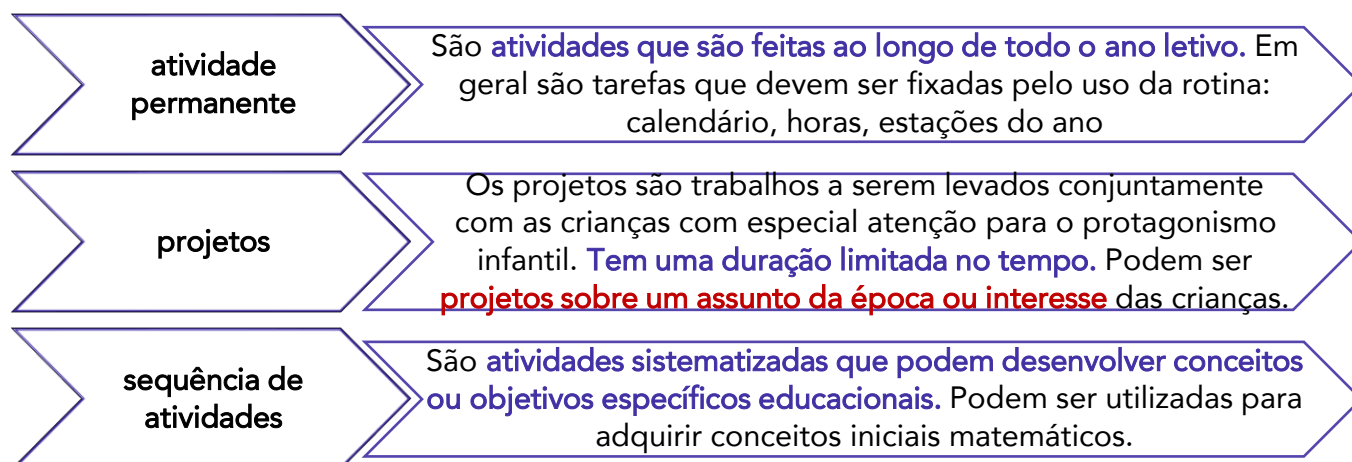 atividade
permanente
São atividades que são feitas ao longo de todo o ano letivo. Em
geral são tarefas que devem ser fixadas pelo uso da rotina:
calendário, horas, estações do ano
projetos
Os projetos são trabalhos a serem levados conjuntamente
com as crianças com especial atenção para o protagonismo
infantil. Tem uma duração limitada no tempo. Podem ser
projetos sobre um assunto da época ou interesse das crianças.
sequência de
atividades
São atividades sistematizadas que podem desenvolver conceitos
ou objetivos específicos educacionais. Podem ser utilizadas para
adquirir conceitos iniciais matemáticos.